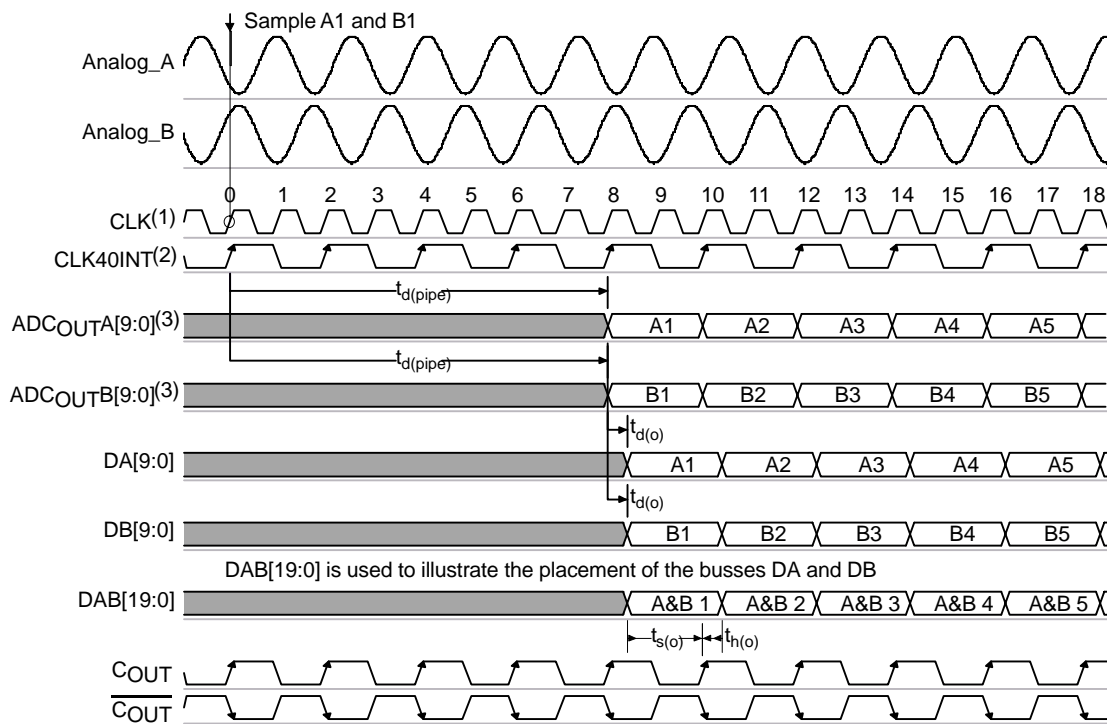 Sample A1 and B1
Analog_A
Analog_B
0 1 2 3 4 5 6 7 8 9 10 11 12 13 14 15 16 17 18
CLK(1)
CLK40INT(2)
td(pipe)
ADCOUTA[9:0](3) A1 A2 A3 A4 A5
td(pipe)
ADCOUTB[9:0](3) B1 B2 B3 B4 B5
td(o)
DA[9:0] A1 A2 A3 A4 A5
td(o)
DB[9:0] B1 B2 B3 B4 B5
DAB[19:0] is used to illustrate the placement of the busses DA and DB
DAB[19:0] A&B 1 A&B 2 A&B 3 A&B 4 A&B 5
ts(o) th(o)
COUT
COUT